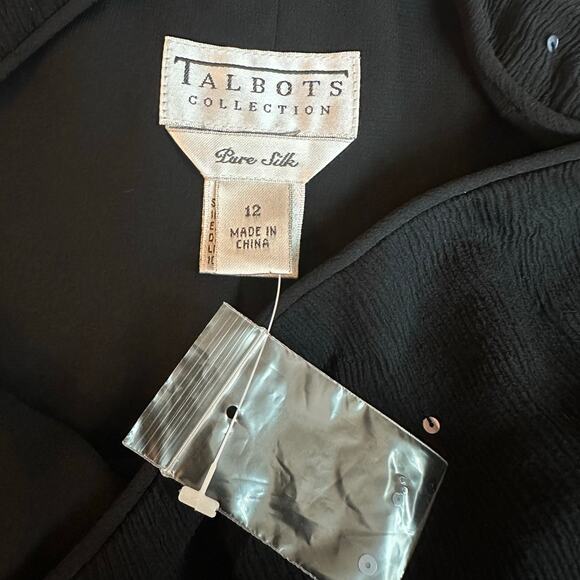 TALBOTS
COLLECTION
Pure Silk
12
MADE IN
CHINA